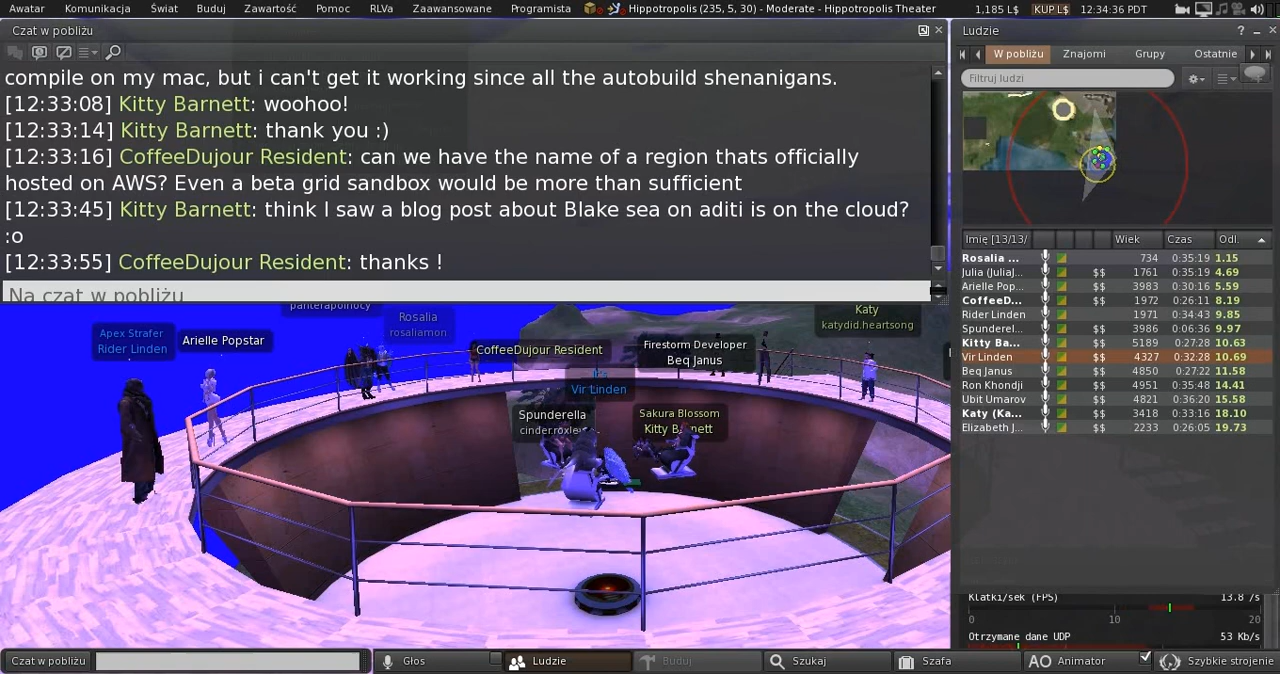 Awatar Komunikacja Świat Buduj Zawartość Pomoc RLVa Zaawansowane Programista Hippotropolis (235, 5, 30) - Moderate - Hippotropolis Theater 1,185 L$ KUP L$ 12:34:36 PDT
Czat w pobliżu
compile on my mac, but i can't get it working since all the autobuild shenanigans.
[12:33:08] Kitty Barnett: woohoo!
[12:33:14] Kitty Barnett: thank you :)
[12:33:16] CoffeeDujour Resident: can we have the name of a region thats officially
hosted on AWS? Even a beta grid sandbox would be more than sufficient
[12:33:45] Kitty Barnett: think I saw a blog post about Blake sea on aditi is on the cloud?
:o
[12:33:55] CoffeeDujour Resident: thanks !
Na czat w pobliżu
panterapolnocy
Rosalia
rosaliamon
Katy
katydid.heartsong
Apex Strafer
Rider Linden
Arielle Popstar
CoffeeDujour Resident
Firestorm Developer
Beq Janus
Vir Linden
Spunderella
Sakura Blossom
Kitty Barnett
Ludzie
W pobliżu Znajomi Grupy Ostatnie
Filtruj ludzi
Imię [13/13/ Wiek Czas Odl.
Rosalia ... 734 0:35:19 1.15
Julia (JuliaJ... $$ 1761 0:35:19 4.69
Arielle Pop... 3983 0:30:16 5.59
CoffeeD... $$ 1972 0:26:11 8.19
Rider Linden 1971 0:34:43 9.85
Spunderel... $$ 3986 0:06:36 9.97
Kitty Ba... $$ 5189 0:27:28 10.63
Vir Linden $$ 4327 0:32:28 10.69
Beq Janus $$ 4850 0:27:22 11.58
Ron Khondji $$ 4951 0:35:48 14.41
Ubit Umarov $$ 4821 0:36:20 15.58
Katy (Ka... $$ 3418 0:33:16 18.10
Elizabeth J... $$ 2233 0:26:05 19.73
Klatki/sek (FPS) 13.8 /s
0 10 20
Otrzymane dane UDP 53 Kb/s
Czat w pobliżu Głos Ludzie Buduj Szukaj Szafa AO Animator Szybkie strojenie